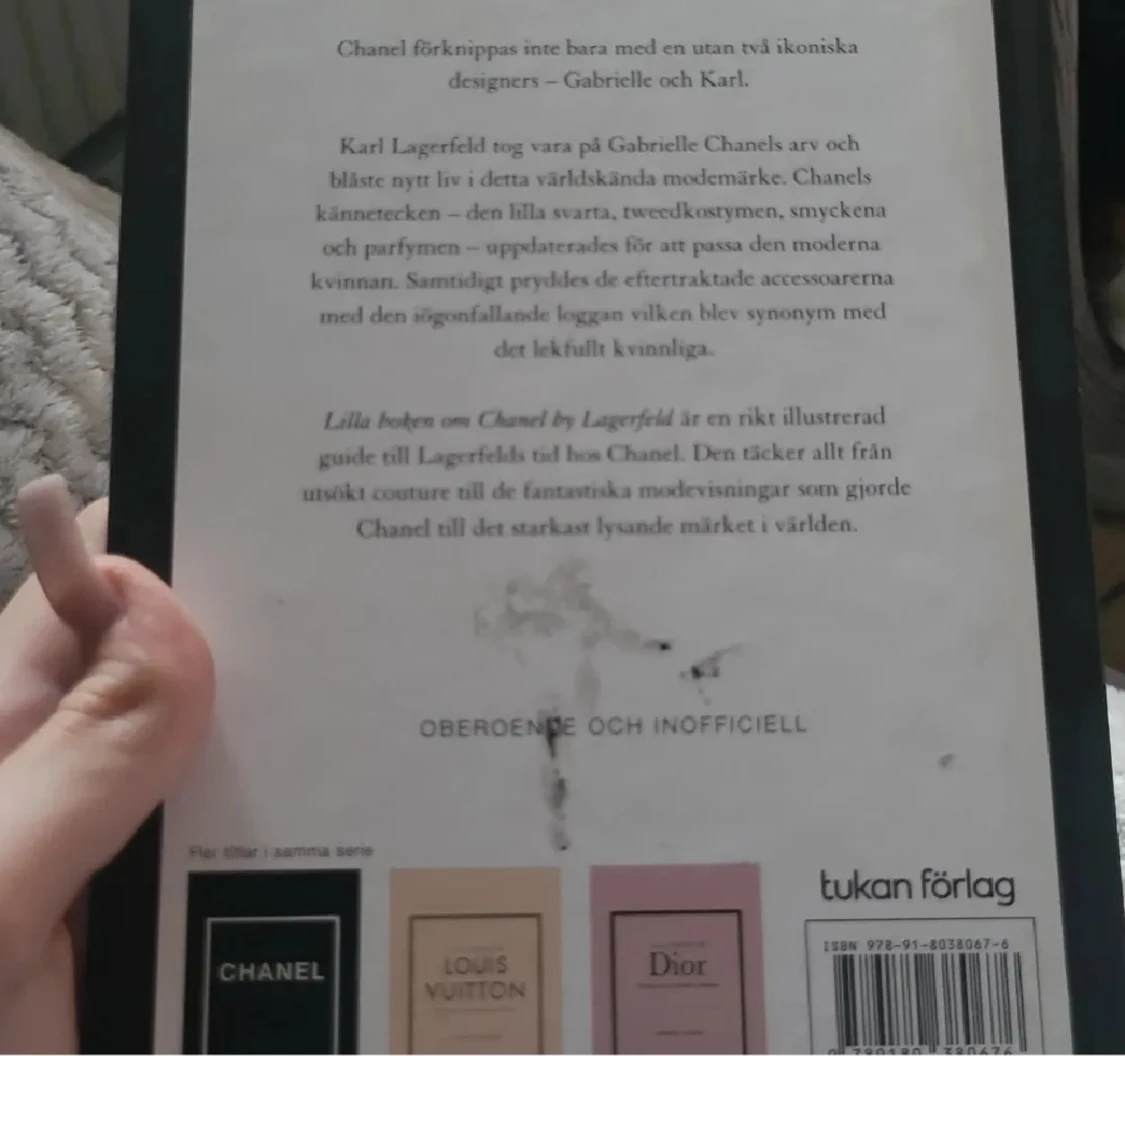 Chanel förknippas inte bara med en utan två ikoniska
designers – Gabrielle och Karl.
Karl Lagerfeld tog vara på Gabrielle Chanels arv och
blåste nytt liv i detta världskända modemärke. Chanels
kännetecken – den lilla svarta, tweedkostymen, smyckena
och parfymen – uppdaterades för att passa den moderna
kvinnan. Samtidigt pryddes de eftertraktade accessoarerna
med den iögonfallande loggan vilken blev synonym med
det lekfullt kvinnliga.
Lilla boken om Chanel by Lagerfeld är en rikt illustrerad
guide till Lagerfelds tid hos Chanel. Den täcker allt från
utsökt couture till de fantastiska modevisningar som gjorde
Chanel till det starkast lysande märket i världen.
OBEROENDE OCH INOFFICIELL
Fler titlar i samma serie
CHANEL
LOUIS
VUITTON
Dior
tukan förlag
ISBN 978-91-8038067-6